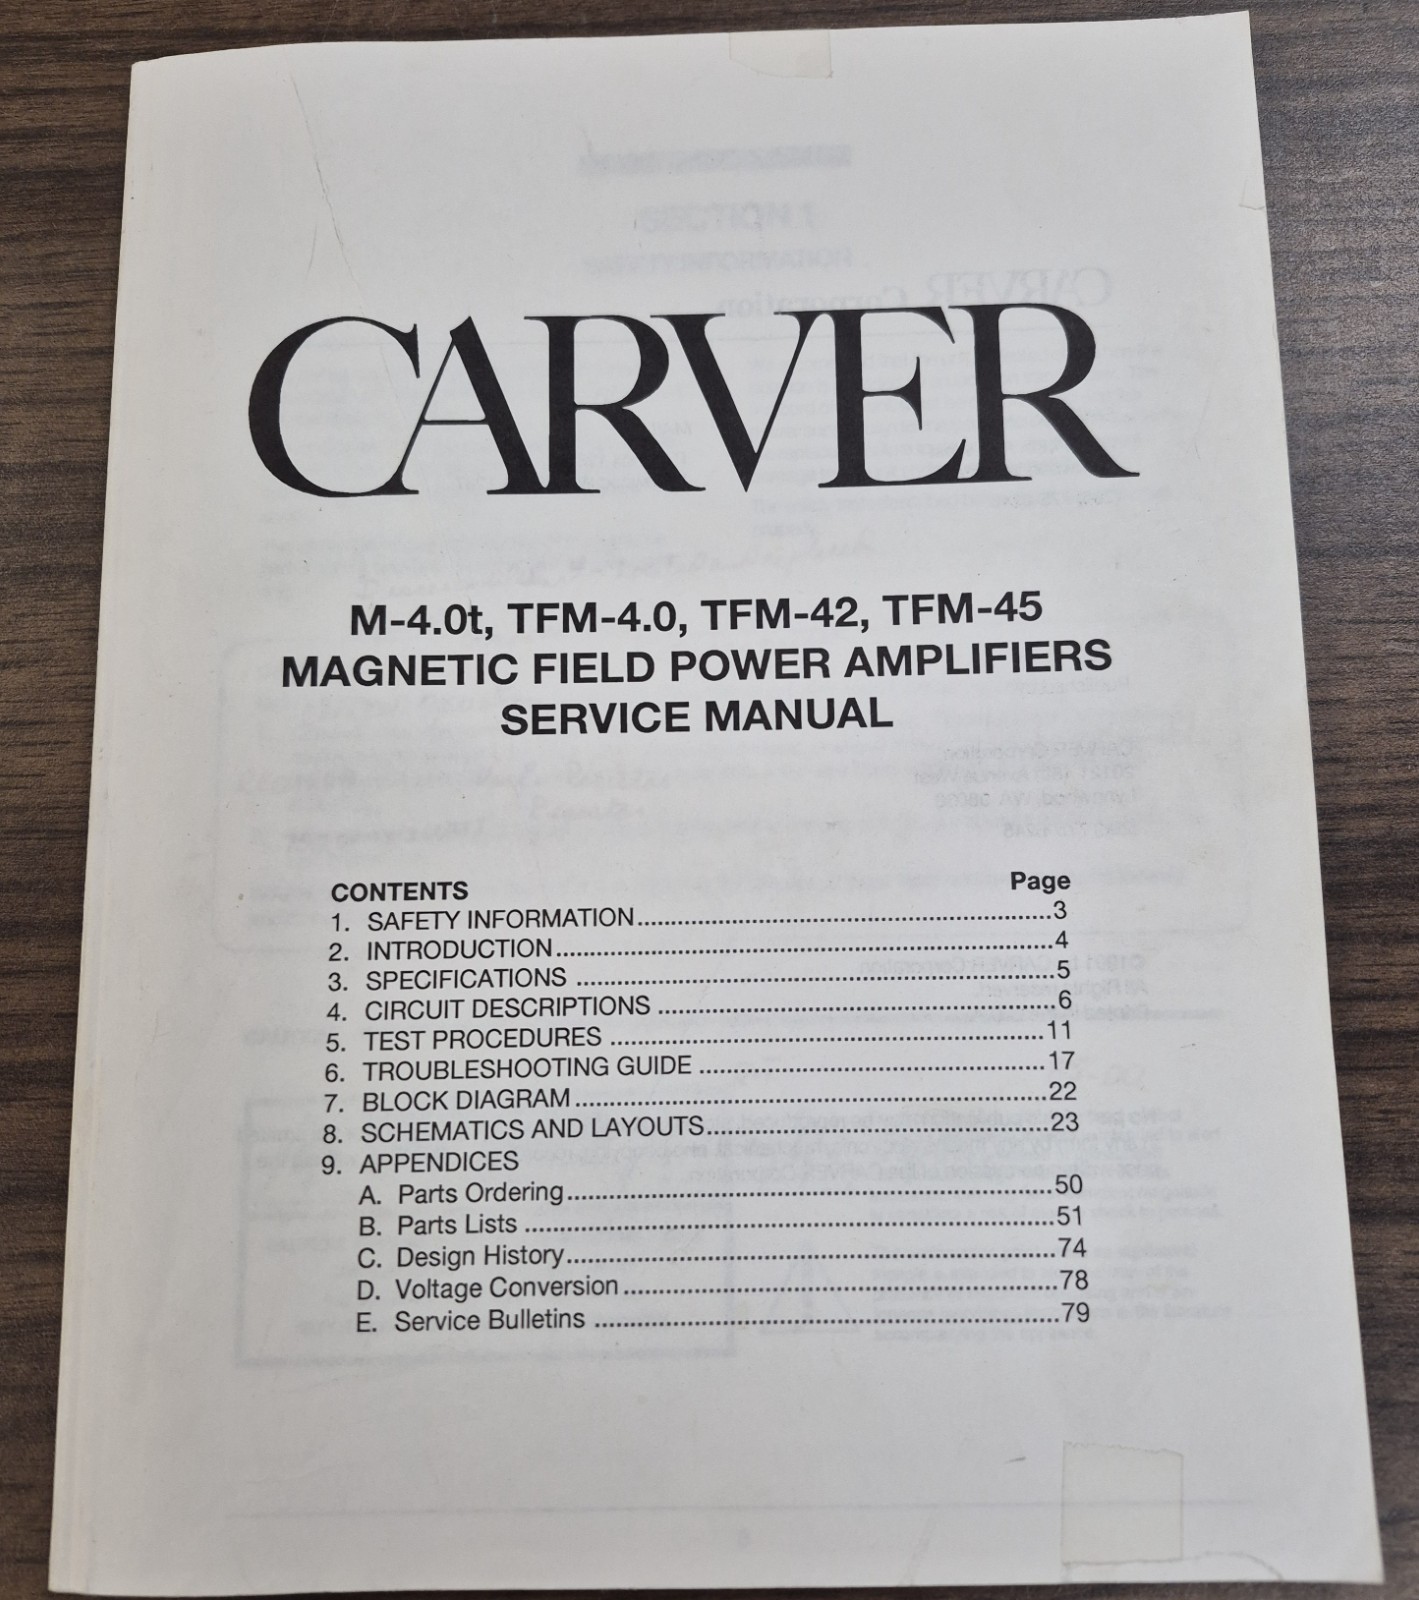 CARVER
M-4.0t, TFM-4.0, TFM-42, TFM-45
MAGNETIC FIELD POWER AMPLIFIERS
SERVICE MANUAL
CONTENTS Page
1. SAFETY INFORMATION 3
2. INTRODUCTION 4
3. SPECIFICATIONS 5
4. CIRCUIT DESCRIPTIONS 6
5. TEST PROCEDURES 11
6. TROUBLESHOOTING GUIDE 17
7. BLOCK DIAGRAM 22
8. SCHEMATICS AND LAYOUTS 23
9. APPENDICES
A. Parts Ordering 50
B. Parts Lists 51
C. Design History 74
D. Voltage Conversion 78
E. Service Bulletins 79